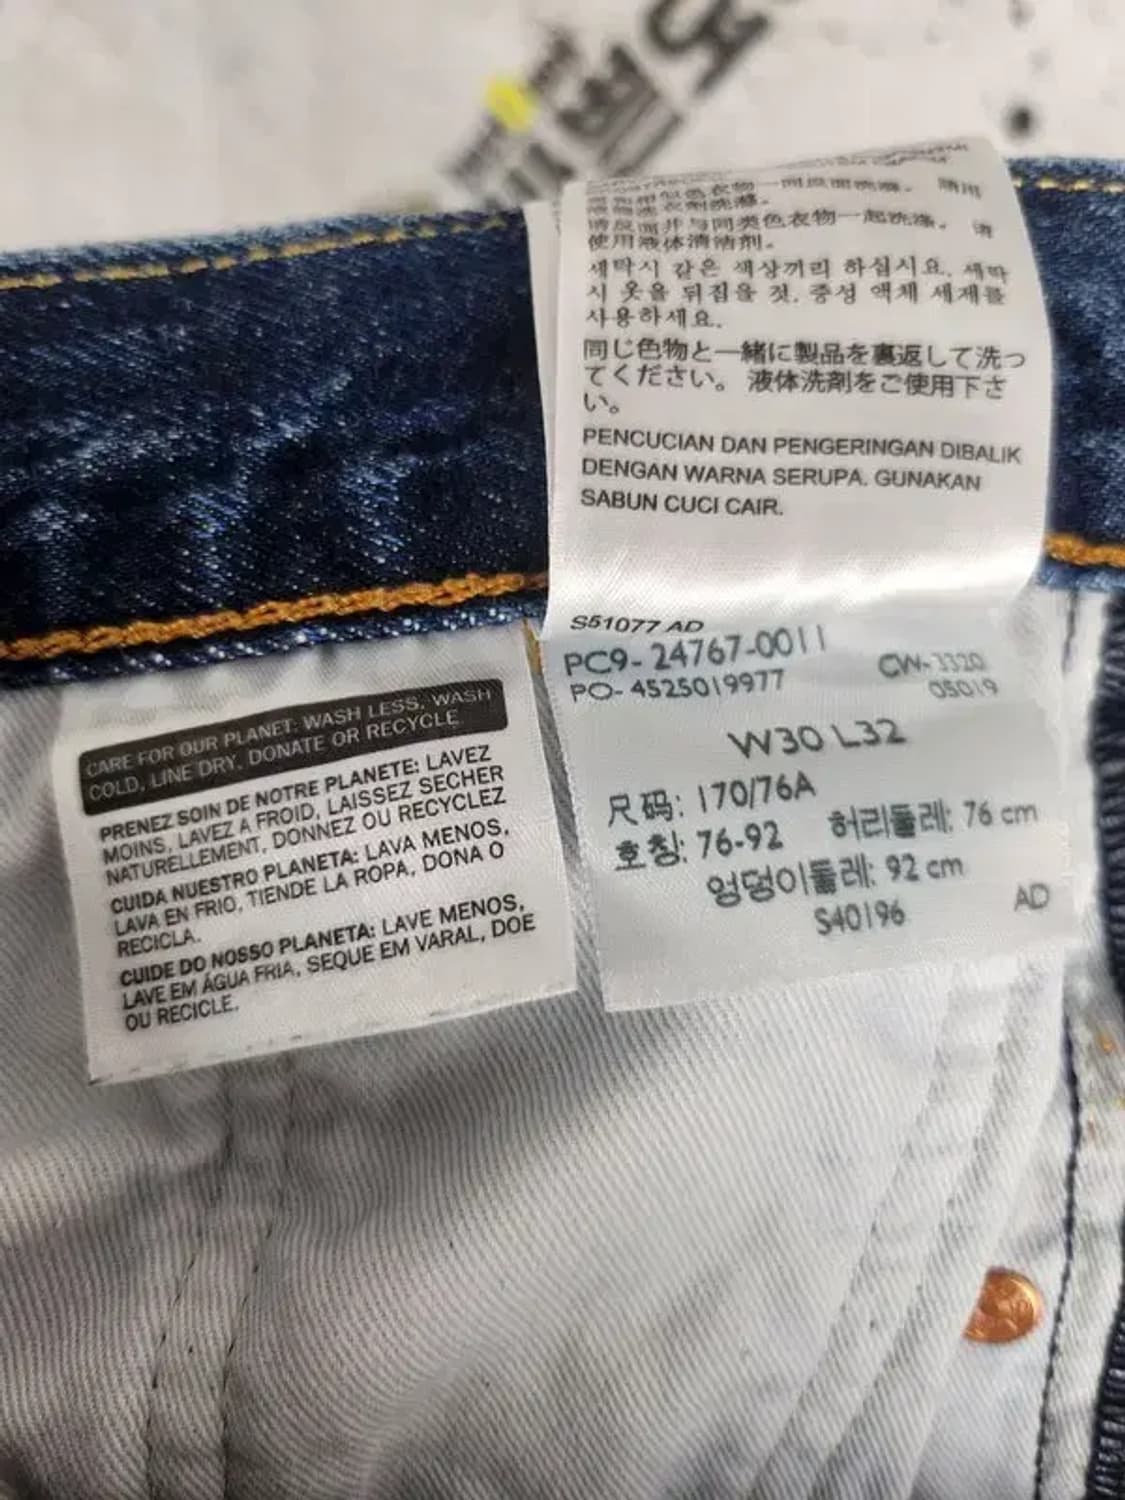 使用液体清洁剂。
세탁시 같은 색상끼리 하십시요. 세탁
시 옷을 뒤집을 것. 중성 액체 세제를
사용하세요.
同じ色物と一緒に製品を裏返して洗っ
てください。 液体洗剤をご使用下さ
い。
PENCUCIAN DAN PENGERINGAN DIBALIK
DENGAN WARNA SERUPA. GUNAKAN
SABUN CUCI CAIR.
S51077 AD
PC9-24767-0011
CW-3320
PO-4525019977
05019
W30 L32
尺码: 170/76A
호칭: 76-92 허리둘레: 76 cm
엉덩이둘레: 92 cm
S40196
AD
CARE FOR OUR PLANET: WASH LESS, WASH
COLD, LINE DRY, DONATE OR RECYCLE
PRENEZ SOIN DE NOTRE PLANETE: LAVEZ
MOINS, LAVEZ A FROID, LAISSEZ SECHER
NATURELLEMENT, DONNEZ OU RECYCLEZ
CUIDA NUESTRO PLANETA: LAVA MENOS,
LAVA EN FRIO, TIENDE LA ROPA, DONA O
RECICLA.
CUIDE DO NOSSO PLANETA: LAVE MENOS,
LAVE EM ÁGUA FRIA, SEQUE EM VARAL, DOE
OU RECICLE.